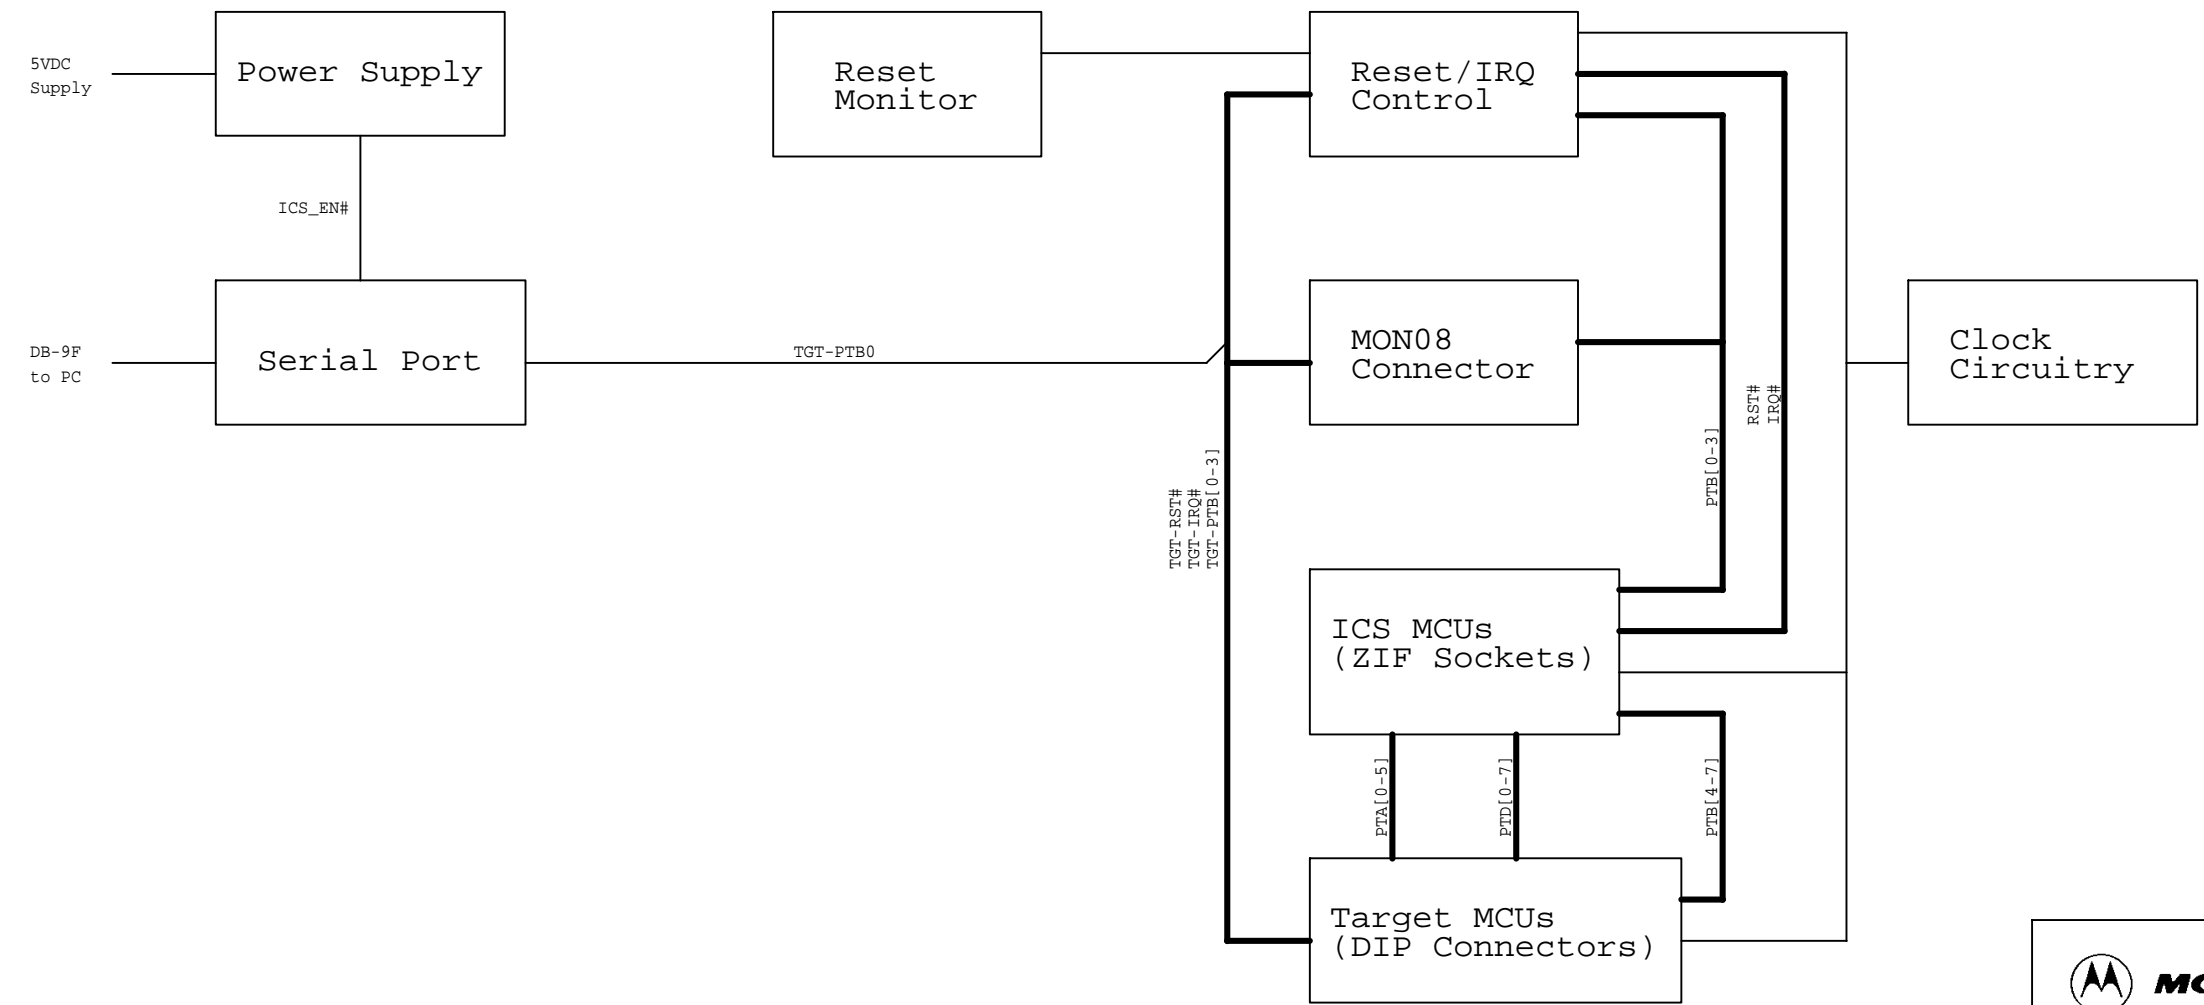 5VDC
Supply
Power Supply
Reset
Monitor
Reset/IRQ
Control
ICS_EN#
DB-9F
to PC
Serial Port
TGT-PTB0
MON08
Connector
Clock
Circuitry
RST#
IRQ#
PTB[0-3]
TGT-RST#
TGT-IRQ#
TGT-PTB[0-3]
ICS MCUs
(ZIF Sockets)
PTA[0-5]
PTD[0-7]
PTB[4-7]
Target MCUs
(DIP Connectors)